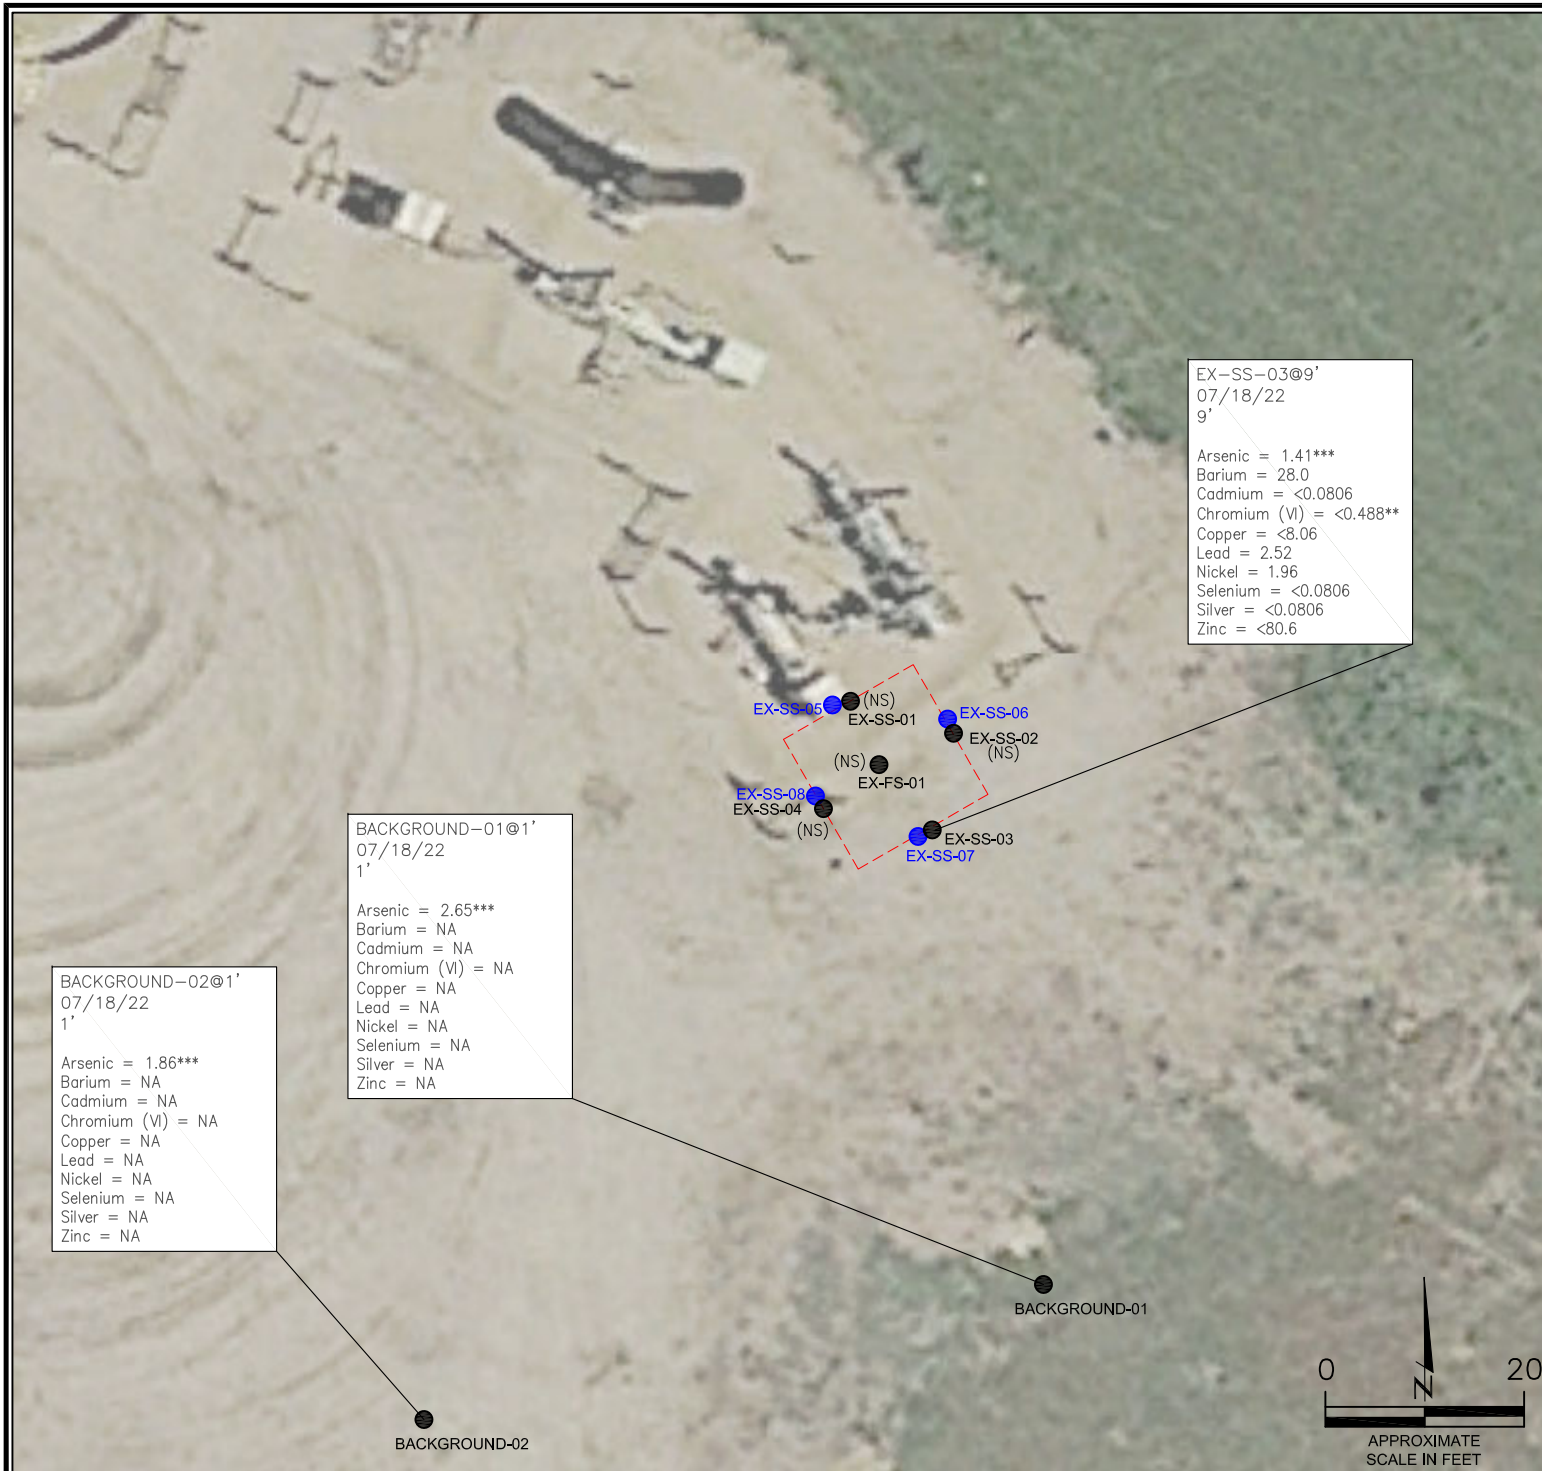 EX-SS-03@9'
07/18/22
9'
Arsenic = 1.41***
Barium = 28.0
Cadmium = <0.0806
Chromium (VI) = <0.488**
Copper = <8.06
Lead = 2.52
Nickel = 1.96
Selenium = <0.0806
Silver = <0.0806
Zinc = <80.6
EX-SS-05
(NS)
EX-SS-01
EX-SS-06
EX-SS-02
(NS)
(NS)
EX-FS-01
EX-SS-08
EX-SS-04
(NS)
EX-SS-03
EX-SS-07
BACKGROUND-01@1'
07/18/22
1'
Arsenic = 2.65***
Barium = NA
Cadmium = NA
Chromium (VI) = NA
Copper = NA
Lead = NA
Nickel = NA
Selenium = NA
Silver = NA
Zinc = NA
BACKGROUND-02@1'
07/18/22
1'
Arsenic = 1.86***
Barium = NA
Cadmium = NA
Chromium (VI) = NA
Copper = NA
Lead = NA
Nickel = NA
Selenium = NA
Silver = NA
Zinc = NA
BACKGROUND-01
BACKGROUND-02
0 20
N
APPROXIMATE
SCALE IN FEET